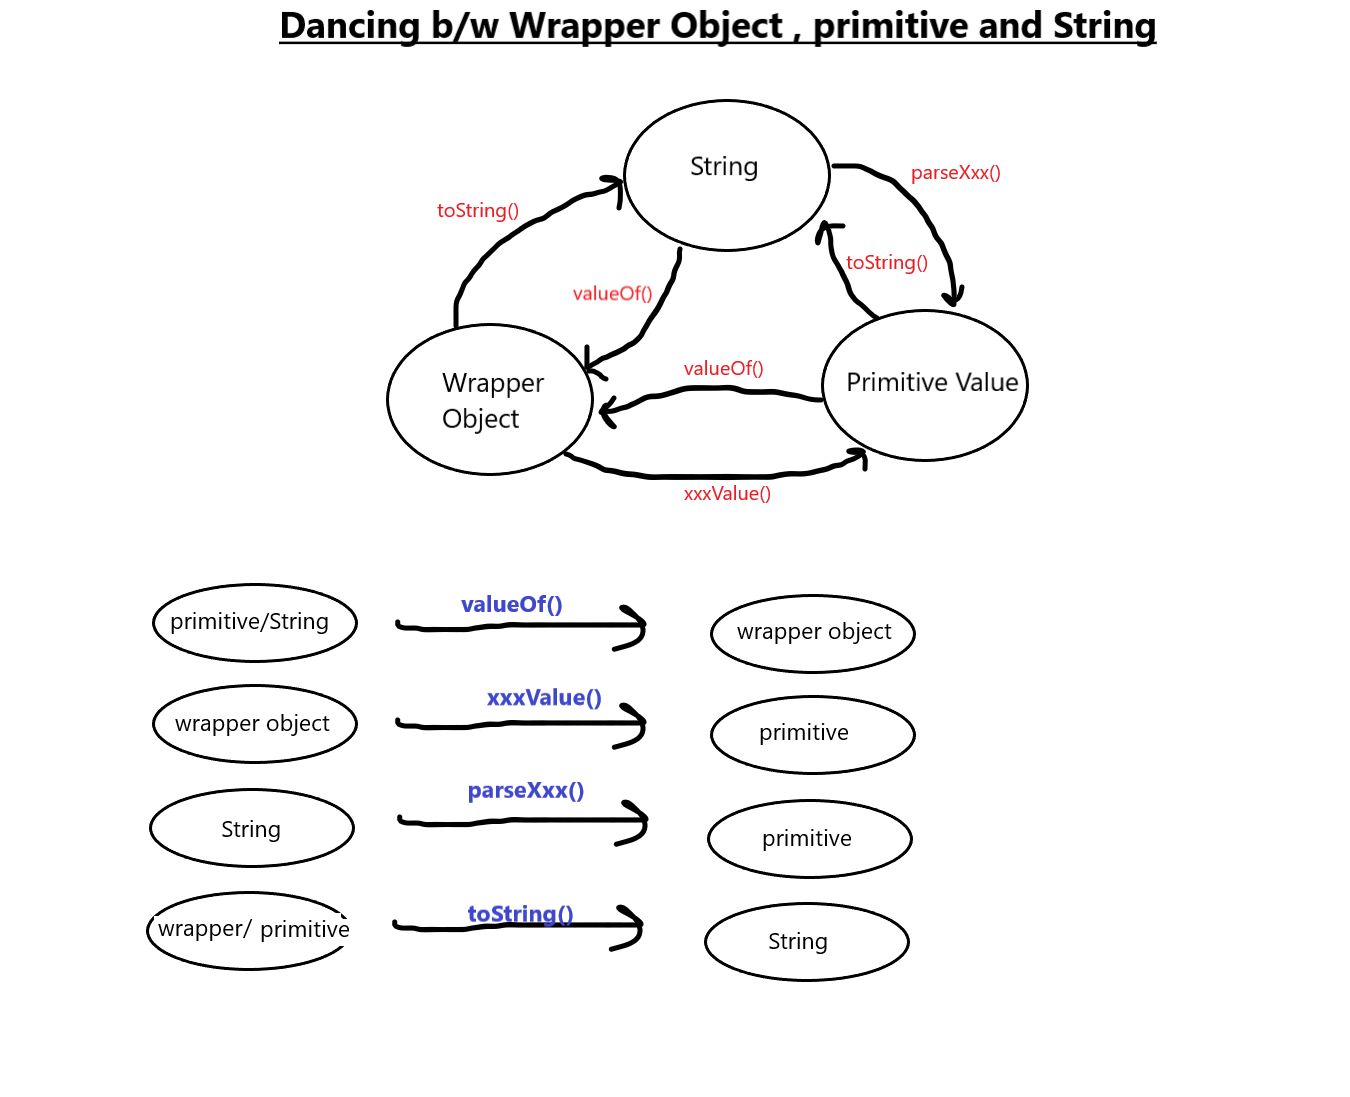 Dancing b/w Wrapper Object , primitive and String
String
parseXxx()
toString()
toString()
valueOf()
valueOf()
Wrapper
Object
Primitive Value
xxxValue()
primitive/String
valueOf()
wrapper object
wrapper object
xxxValue()
primitive
String
parseXxx()
primitive
wrapper/ primitive
toString()
String